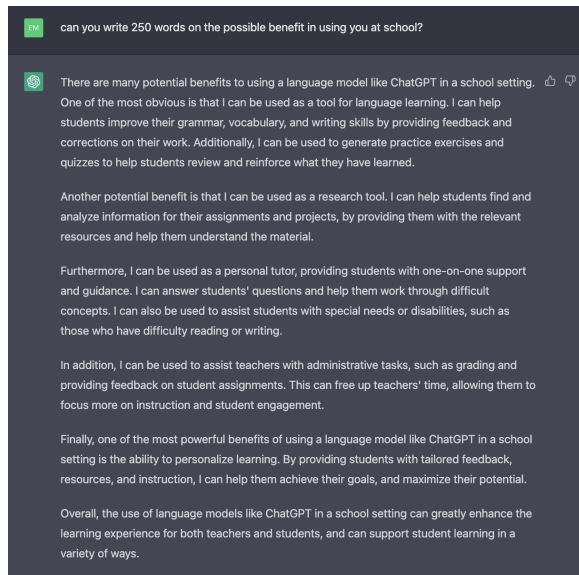 EM
can you write 250 words on the possible benefit in using you at school?
There are many potential benefits to using a language model like ChatGPT in a school setting.
One of the most obvious is that I can be used as a tool for language learning. I can help
students improve their grammar, vocabulary, and writing skills by providing feedback and
corrections on their work. Additionally, I can be used to generate practice exercises and
quizzes to help students review and reinforce what they have learned.
Another potential benefit is that I can be used as a research tool. I can help students find and
analyze information for their assignments and projects, by providing them with the relevant
resources and help them understand the material.
Furthermore, I can be used as a personal tutor, providing students with one-on-one support
and guidance. I can answer students' questions and help them work through difficult
concepts. I can also be used to assist students with special needs or disabilities, such as
those who have difficulty reading or writing.
In addition, I can be used to assist teachers with administrative tasks, such as grading and
providing feedback on student assignments. This can free up teachers' time, allowing them to
focus more on instruction and student engagement.
Finally, one of the most powerful benefits of using a language model like ChatGPT in a school
setting is the ability to personalize learning. By providing students with tailored feedback,
resources, and instruction, I can help them achieve their goals, and maximize their potential.
Overall, the use of language models like ChatGPT in a school setting can greatly enhance the
learning experience for both teachers and students, and can support student learning in a
variety of ways.